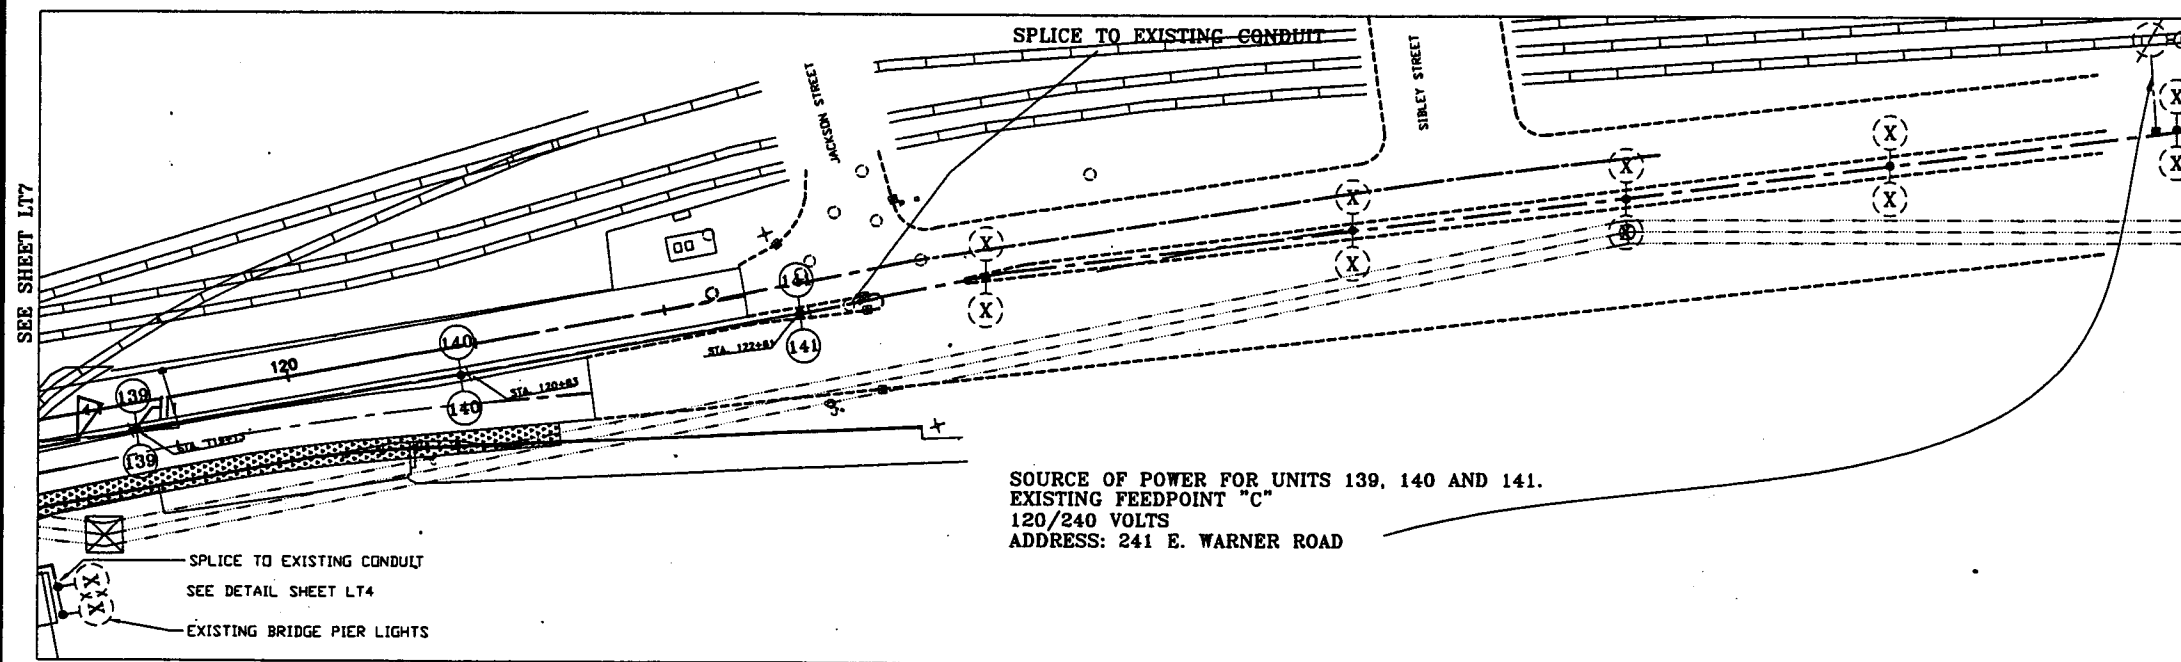 SPLICE TO EXISTING CONDUIT
JACKSON STREET
SIBLEY STREET
SEE SHEET LT7
X
X
X
X
X
X
X
X
X
X
X
X
X
141
141
STA. 122+81
140
140
STA. 120+83
120
139
139
STA.
SOURCE OF POWER FOR UNITS 139, 140 AND 141.
EXISTING FEEDPOINT "C"
120/240 VOLTS
ADDRESS: 241 E. WARNER ROAD
SPLICE TO EXISTING CONDUIT
SEE DETAIL SHEET LT4
EXISTING BRIDGE PIER LIGHTS